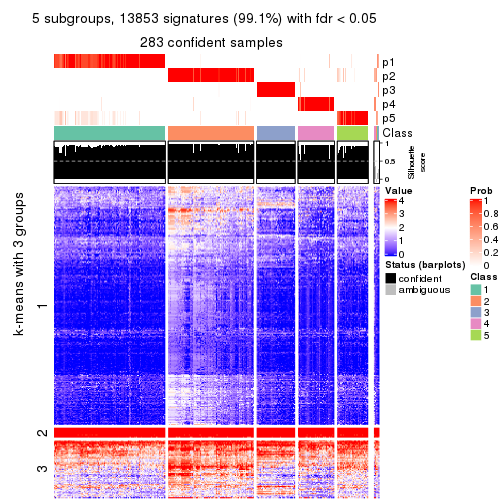 5 subgroups, 13853 signatures (99.1%) with fdr < 0.05
283 confident samples
p1
p2
p3
p4
p5
Class
1
0.5
0
Silhouette
score
k-means with 3 groups
1
2
3
Value
4
3
2
1
0
Status (barplots)
confident
ambiguous
Prob
1
0.8
0.6
0.4
0.2
0
Class
1
2
3
4
5